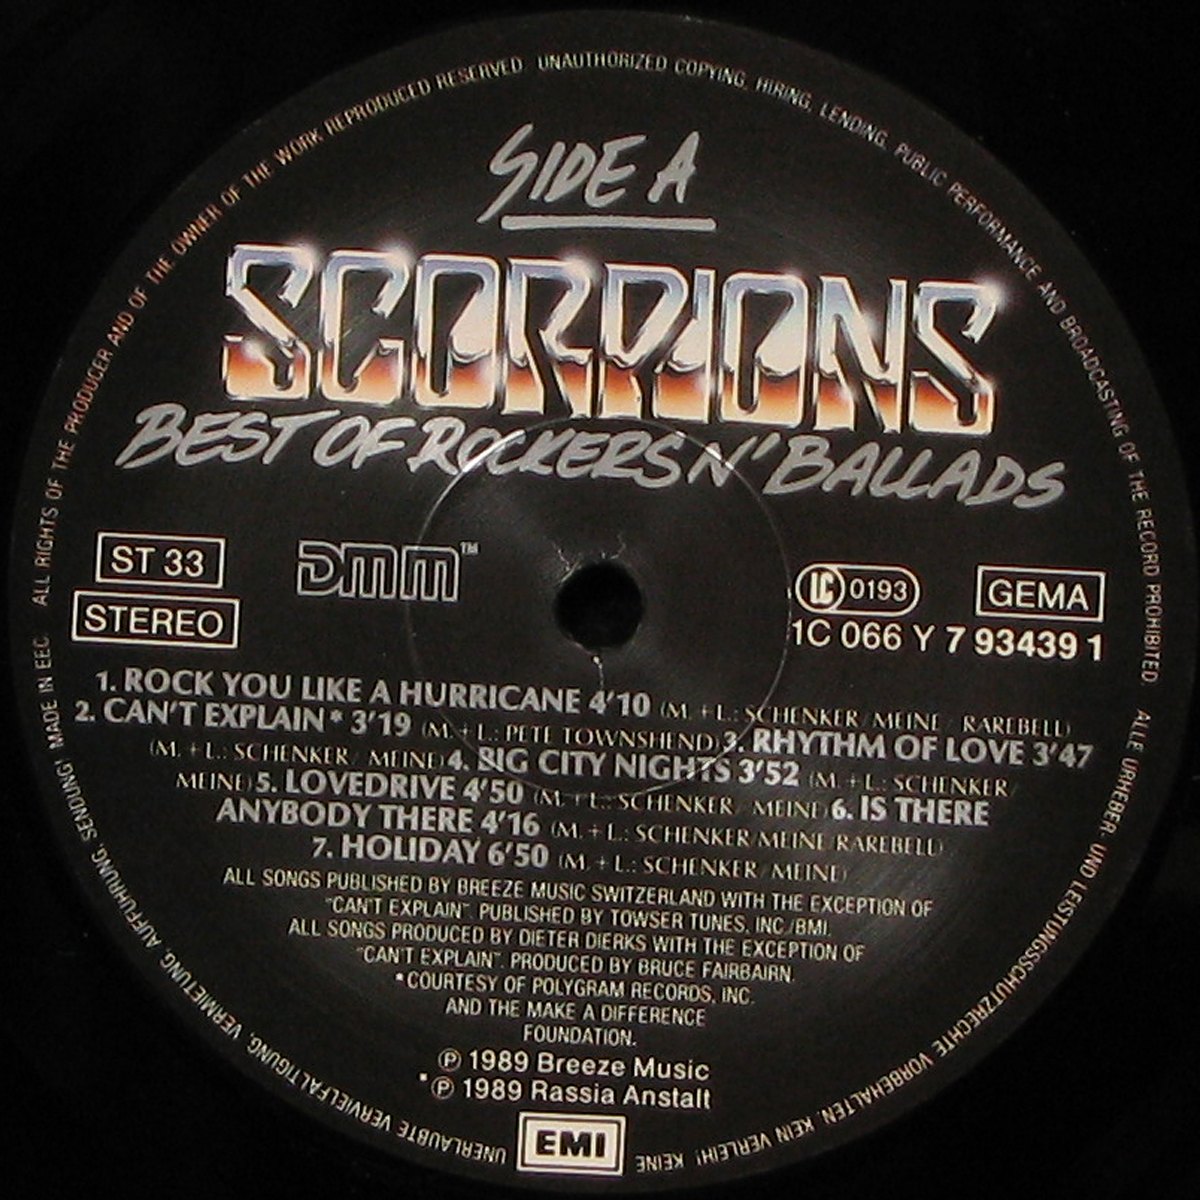 ALL RIGHTS OF THE PRODUCER AND OF THE OWNER OF THE WORK REPRODUCED RESERVED UNAUTHORIZED COPYING, HIRING, LENDING, PUBLIC PERFORMANCE AND BROADCASTING OF THE RECORD PROHIBITED.
SIDE A
SCORPIONS
BEST OF ROCKERS N' BALLADS
ST 33
STEREO
DMM™
LC 0193
GEMA
1C 066 Y 7 93439 1
1. ROCK YOU LIKE A HURRICANE 4'10 (M. + L.: SCHENKER/MEINE/ RAREBELL)
2. CAN'T EXPLAIN* 3'19 (M. + L.: PETE TOWNSHEND) 3. RHYTHM OF LOVE 3'47
(M. + L.: SCHENKER/ MEINE) 4. BIG CITY NIGHTS 3'52 (M. + L.: SCHENKER/
MEINE) 5. LOVEDRIVE 4'50 (M. + L.: SCHENKER / MEINE) 6. IS THERE
ANYBODY THERE 4'16 (M. + L.: SCHENKER/MEINE/RAREBELL)
7. HOLIDAY 6'50 (M. + L.: SCHENKER/MEINE)
ALL SONGS PUBLISHED BY BREEZE MUSIC SWITZERLAND WITH THE EXCEPTION OF
"CAN'T EXPLAIN". PUBLISHED BY TOWSER TUNES, INC./BMI.
ALL SONGS PRODUCED BY DIETER DIERKS WITH THE EXCEPTION OF
"CAN'T EXPLAIN". PRODUCED BY BRUCE FAIRBAIRN.
*COURTESY OF POLYGRAM RECORDS, INC.
AND THE MAKE A DIFFERENCE
FOUNDATION.
℗ 1989 Breeze Music
*℗ 1989 Rassia Anstalt
EMI
ALLE URHEBER- UND LEISTUNGSSCHUTZRECHTE VORBEHALTEN. KEIN VERLEIH! KEINE UNERLAUBTE VERVIELFÄLTIGUNG, VERMIETUNG, AUFFÜHRUNG, SENDUNG! MADE IN EEC